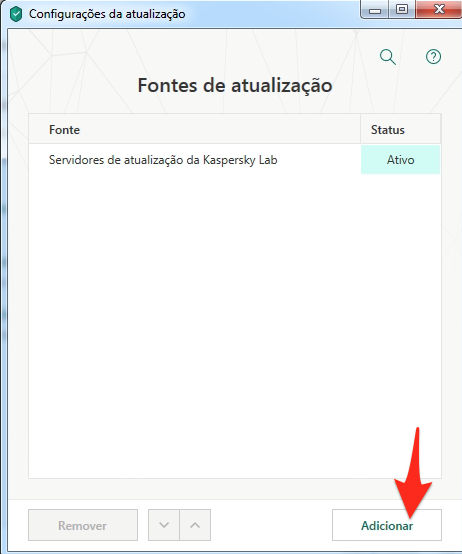 Configurações da atualização
Fontes de atualização
Fonte Status
Servidores de atualização da Kaspersky Lab Ativo
Remover Adicionar